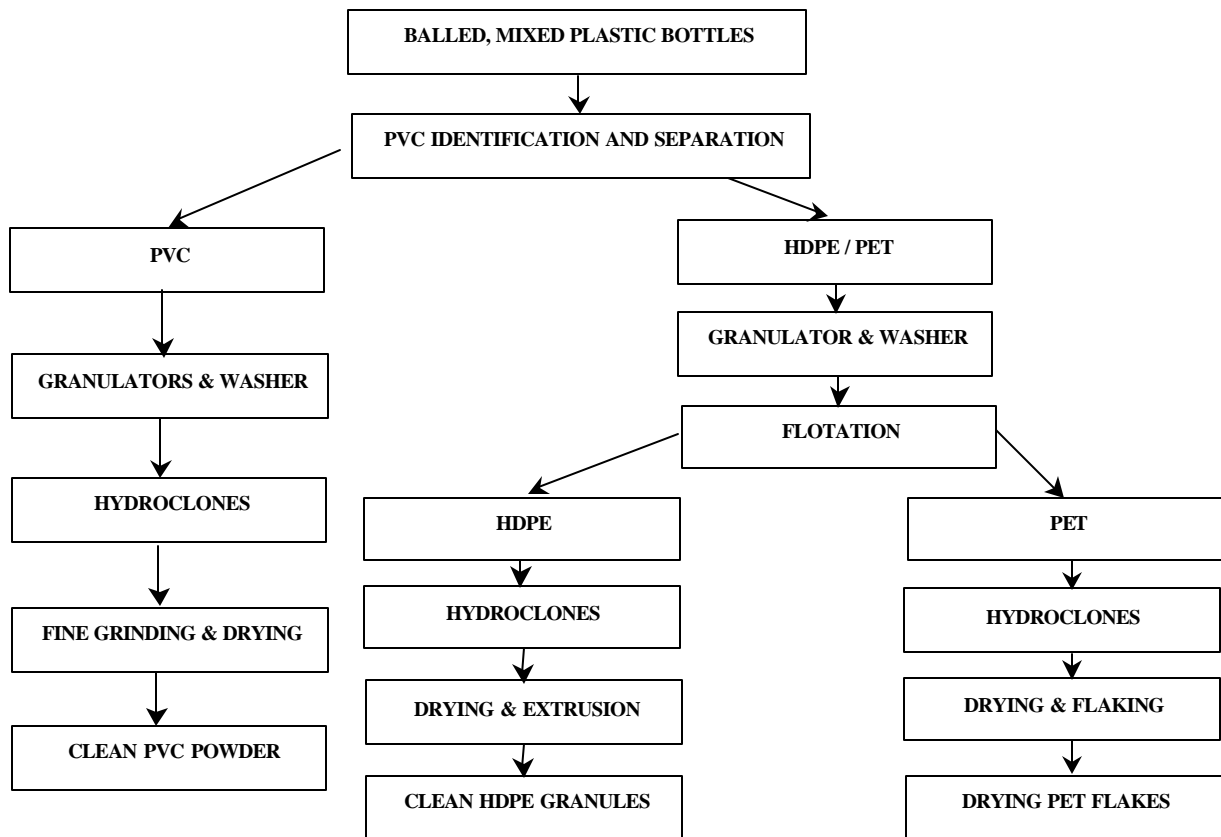 BALLED, MIXED PLASTIC BOTTLES
PVC IDENTIFICATION AND SEPARATION
PVC
HDPE / PET
GRANULATOR & WASHER
GRANULATORS & WASHER
FLOTATION
HYDROCLONES
HDPE
PET
HYDROCLONES
HYDROCLONES
FINE GRINDING & DRYING
DRYING & EXTRUSION
DRYING & FLAKING
CLEAN PVC POWDER
CLEAN HDPE GRANULES
DRYING PET FLAKES